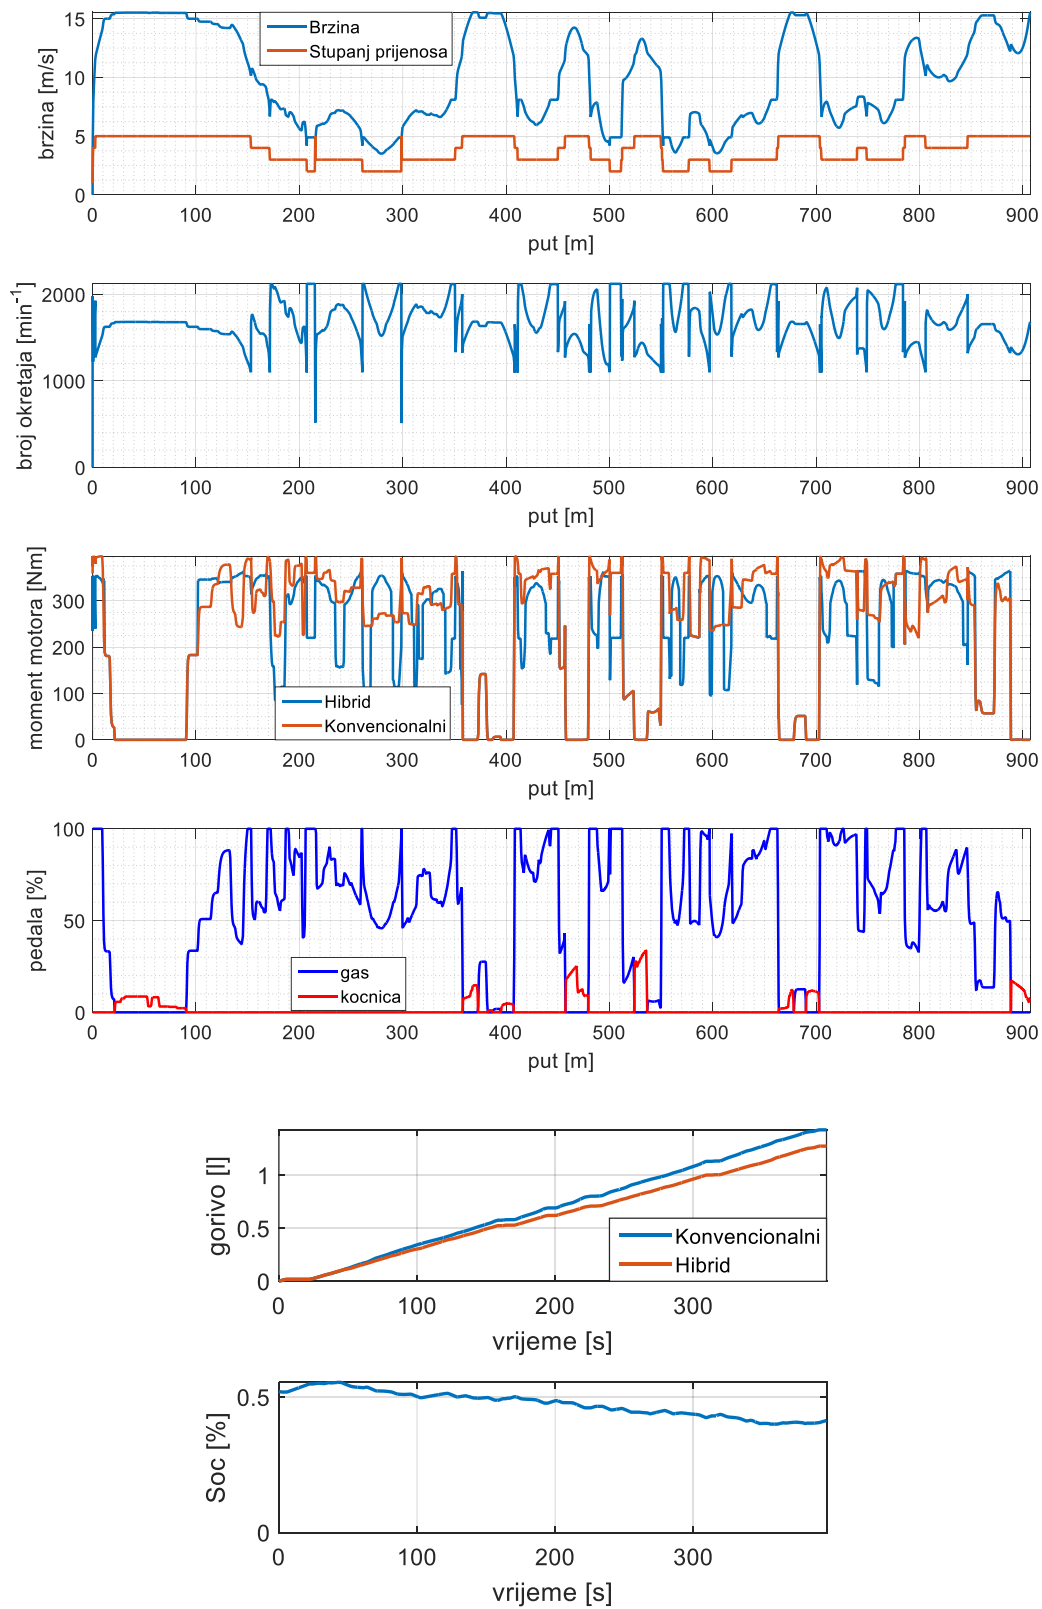 15
10
5
0
brzina [m/s]
Brzina
Stupanj prijenosa
0 100 200 300 400 500 600 700 800 900
put [m]
2000
1000
0
broj okretaja [min⁻¹]
0 100 200 300 400 500 600 700 800 900
put [m]
300
200
100
0
moment motora [Nm]
Hibrid
Konvencionalni
0 100 200 300 400 500 600 700 800 900
put [m]
100
50
0
pedala [%]
gas
kocnica
0 100 200 300 400 500 600 700 800 900
put [m]
1
0.5
0
gorivo [l]
Konvencionalni
Hibrid
0 100 200 300
vrijeme [s]
0.5
0
Soc [%]
0 100 200 300
vrijeme [s]